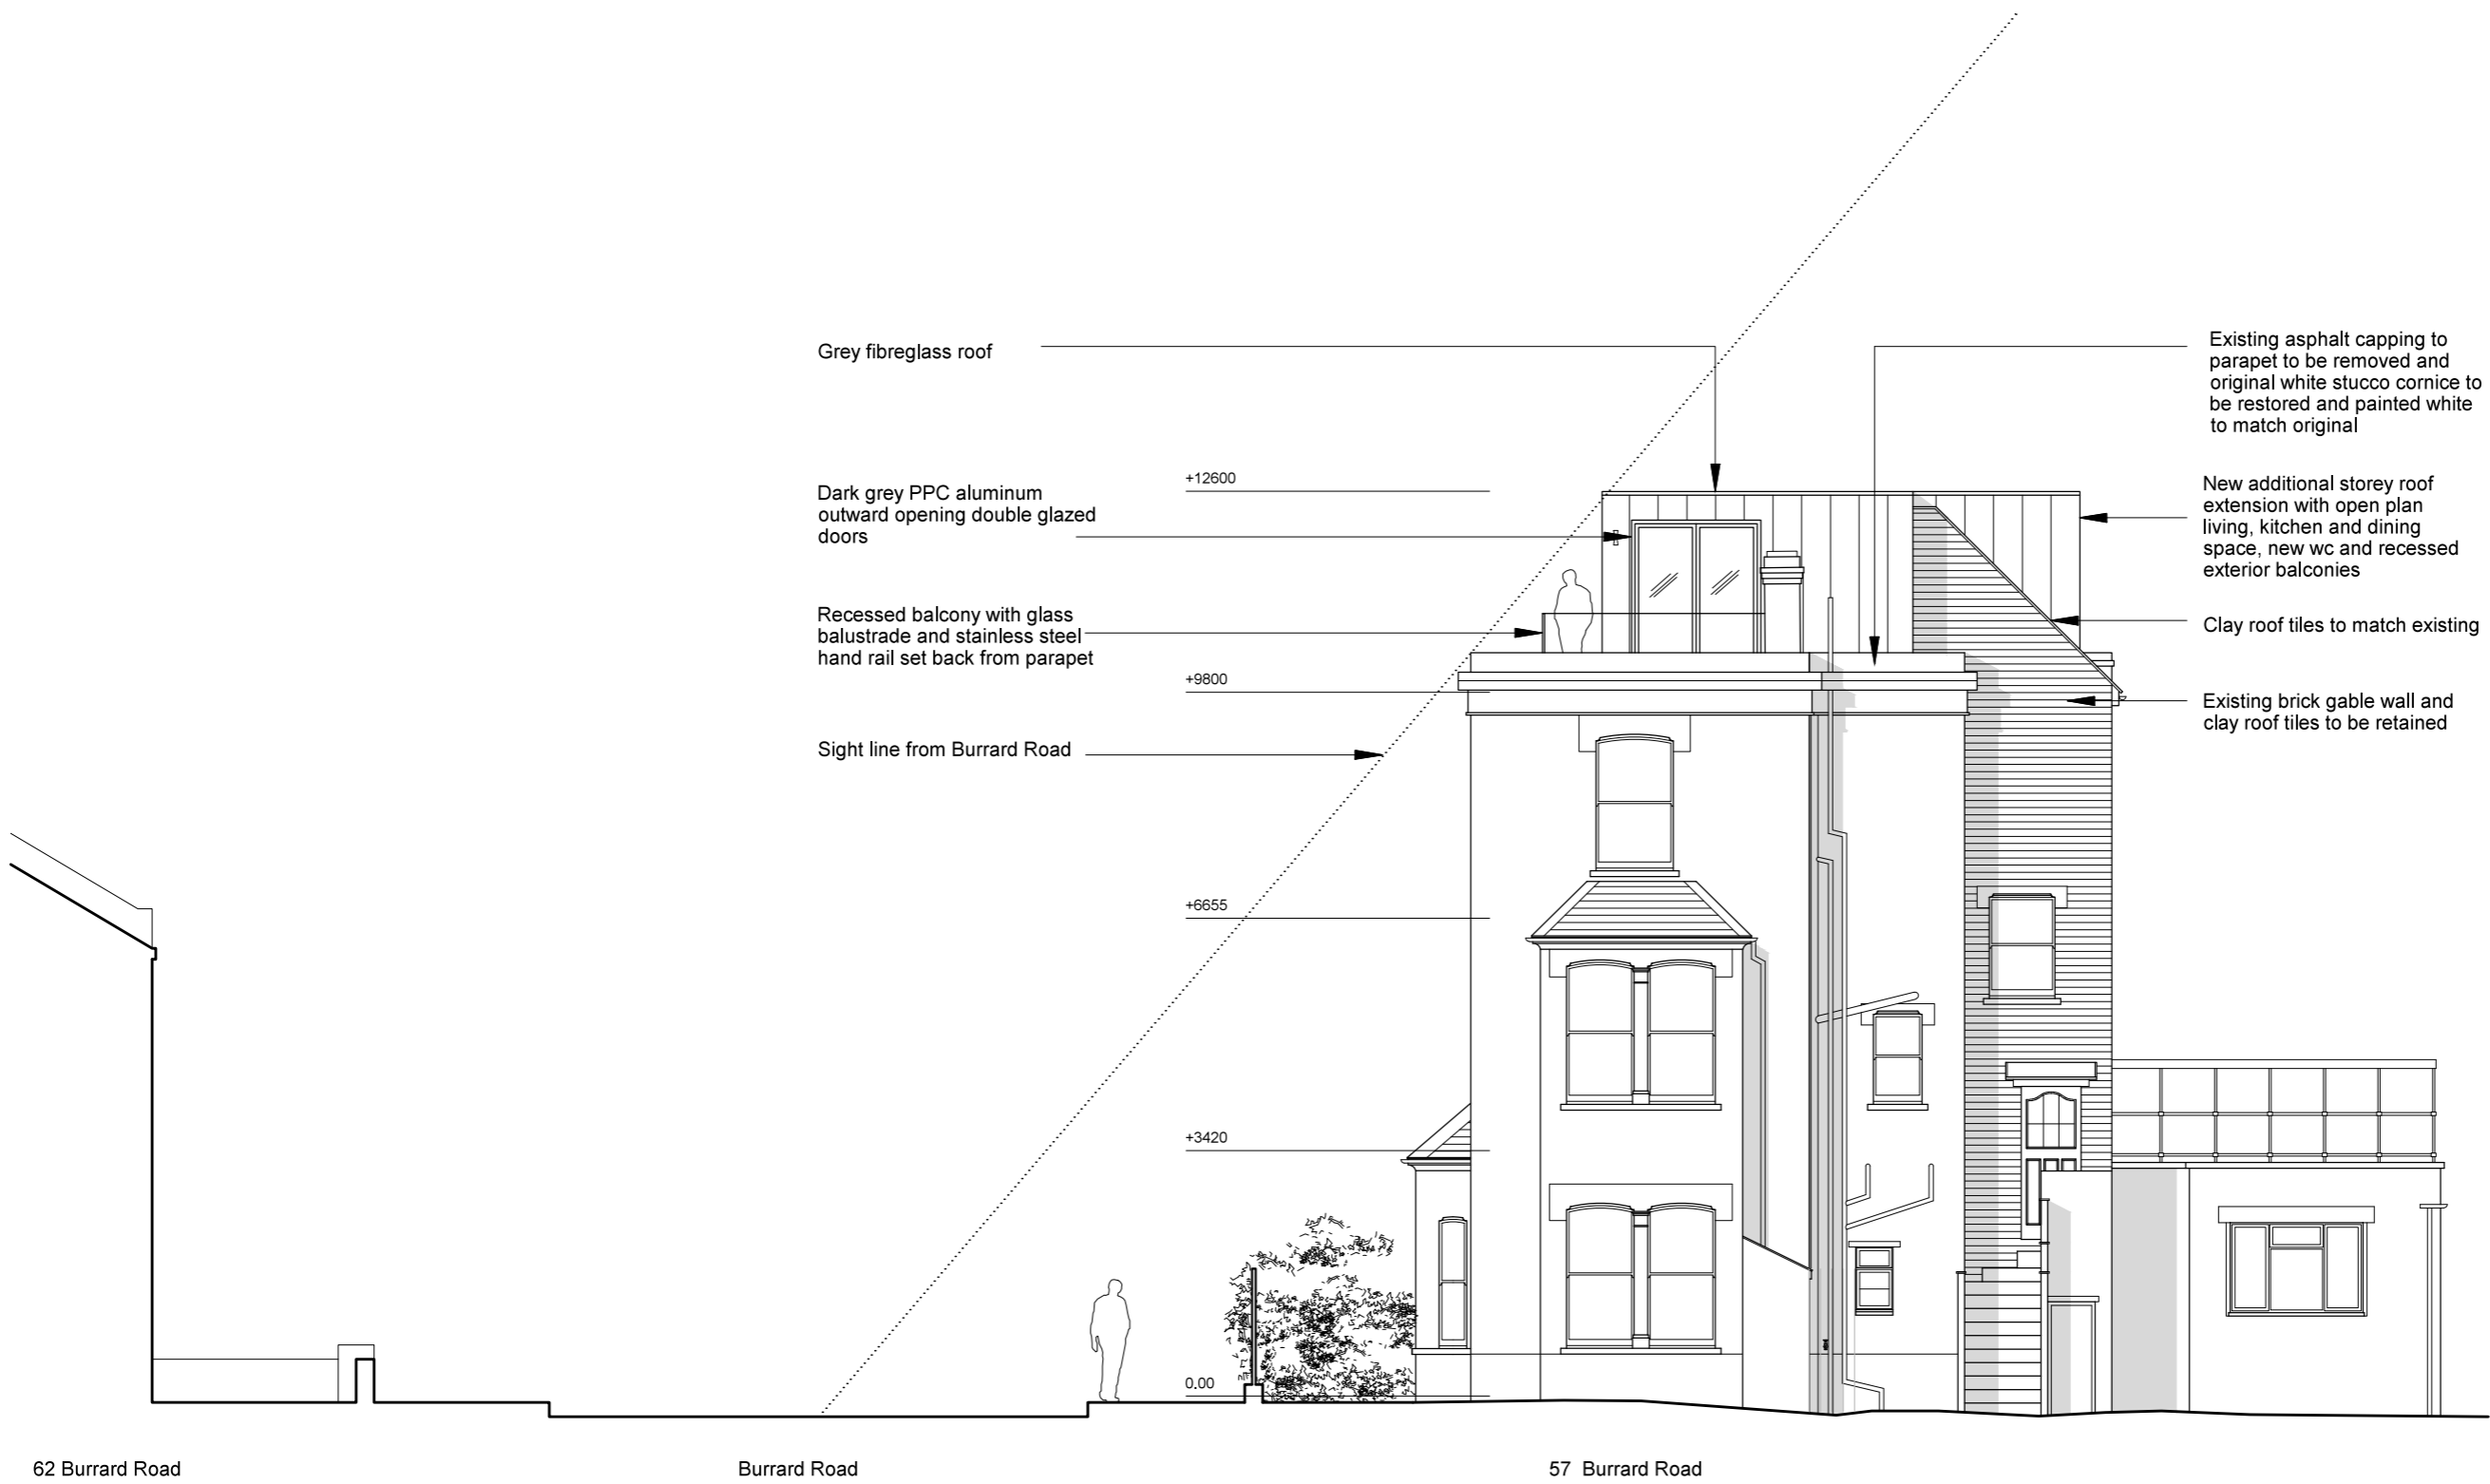 Grey fibreglass roof
Existing asphalt capping to
parapet to be removed and
original white stucco cornice to
be restored and painted white
to match original
+12600
Dark grey PPC aluminum
outward opening double glazed
doors
New additional storey roof
extension with open plan
living, kitchen and dining
space, new wc and recessed
exterior balconies
Recessed balcony with glass
balustrade and stainless steel
hand rail set back from parapet
Clay roof tiles to match existing
+9800
Existing brick gable wall and
clay roof tiles to be retained
Sight line from Burrard Road
+6655
+3420
0.00
62 Burrard Road
Burrard Road
57 Burrard Road